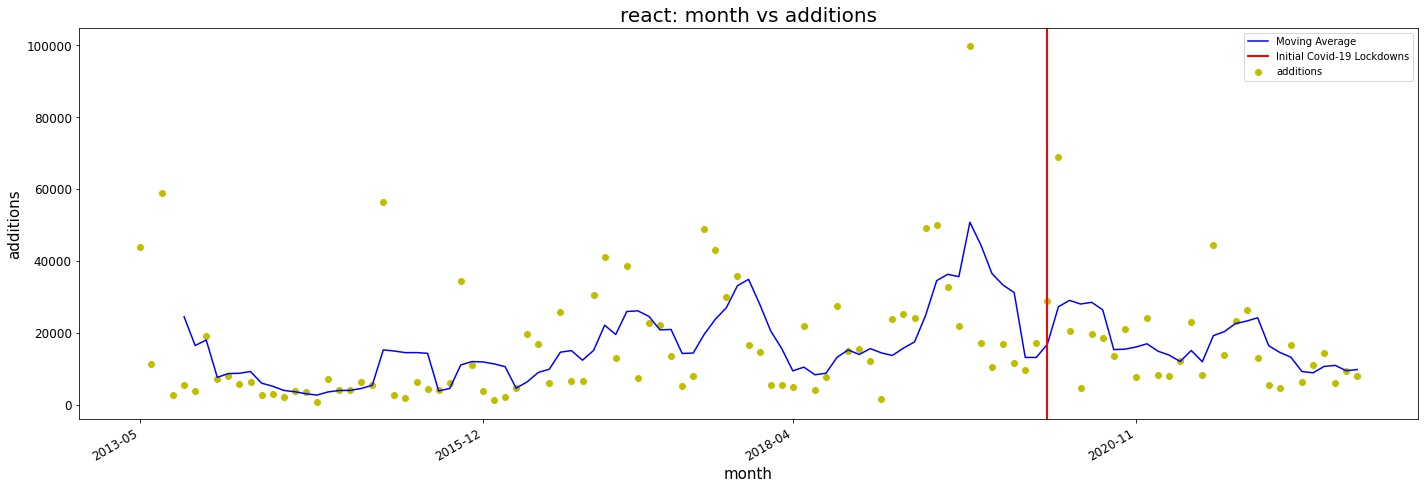 react: month vs additions
Moving Average
Initial Covid-19 Lockdowns
additions
additions
100000
80000
60000
40000
20000
0
2013-05
2015-12
2018-04
2020-11
month